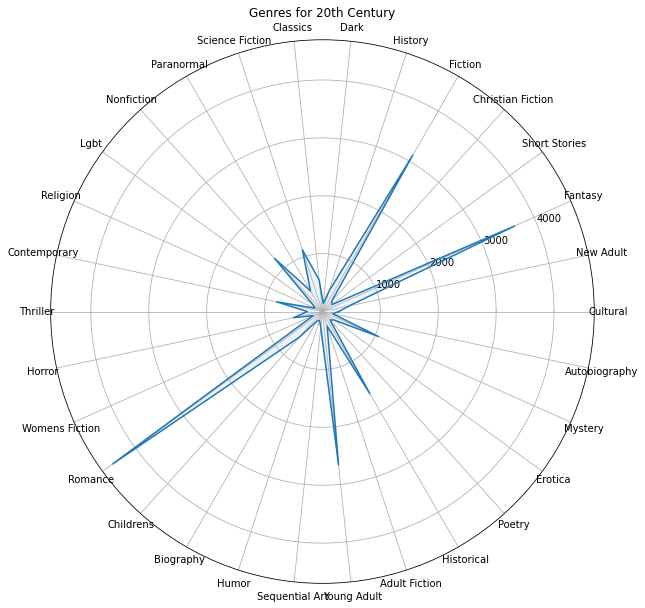 Genres for 20th Century
Classics
Dark
Science Fiction
History
Paranormal
Fiction
Nonfiction
Christian Fiction
Lgbt
Short Stories
Religion
Fantasy
4000
3000
Contemporary
New Adult
2000
1000
Thriller
Cultural
Horror
Autobiography
Womens Fiction
Mystery
Romance
Erotica
Childrens
Poetry
Biography
Historical
Humor
Adult Fiction
Sequential Art
Young Adult